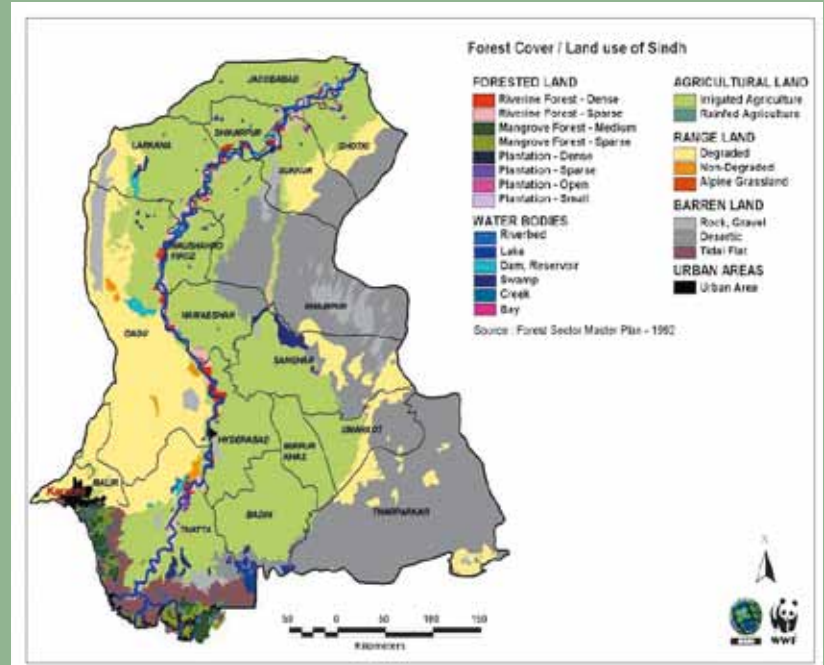 Forest Cover / Land use of Sindh
FORESTED LAND
Riverine Forest - Dense
Riverine Forest - Sparse
Mangrove Forest - Medium
Mangrove Forest - Sparse
Plantation - Dense
Plantation - Sparse
Plantation - Open
Plantation - Small
WATER BODIES
Riverbed
Lake
Dam, Reservoir
Swamp
Creek
Bay
AGRICULTURAL LAND
Irrigated Agriculture
Rainfed Agriculture
RANGE LAND
Degraded
Non-Degraded
Alpine Grassland
BARREN LAND
Rock, Gravel
Desertic
Tidal Flat
URBAN AREAS
Urban Area
Source : Forest Sector Master Plan - 1992
JACOBABAD
LARKANA
SHIKARPUR
SUKKUR
GHOTKI
NAUSHAHRO
FIROZ
KHAIRPUR
DADU
NAWABSHAH
SANGHAR
HYDERABAD
MIRPUR
KHAS
UMARKOT
MALIR
Karachi
THATTA
BADIN
THARPARKAR
N
50 0 50 100 150
Kilometers
WWF